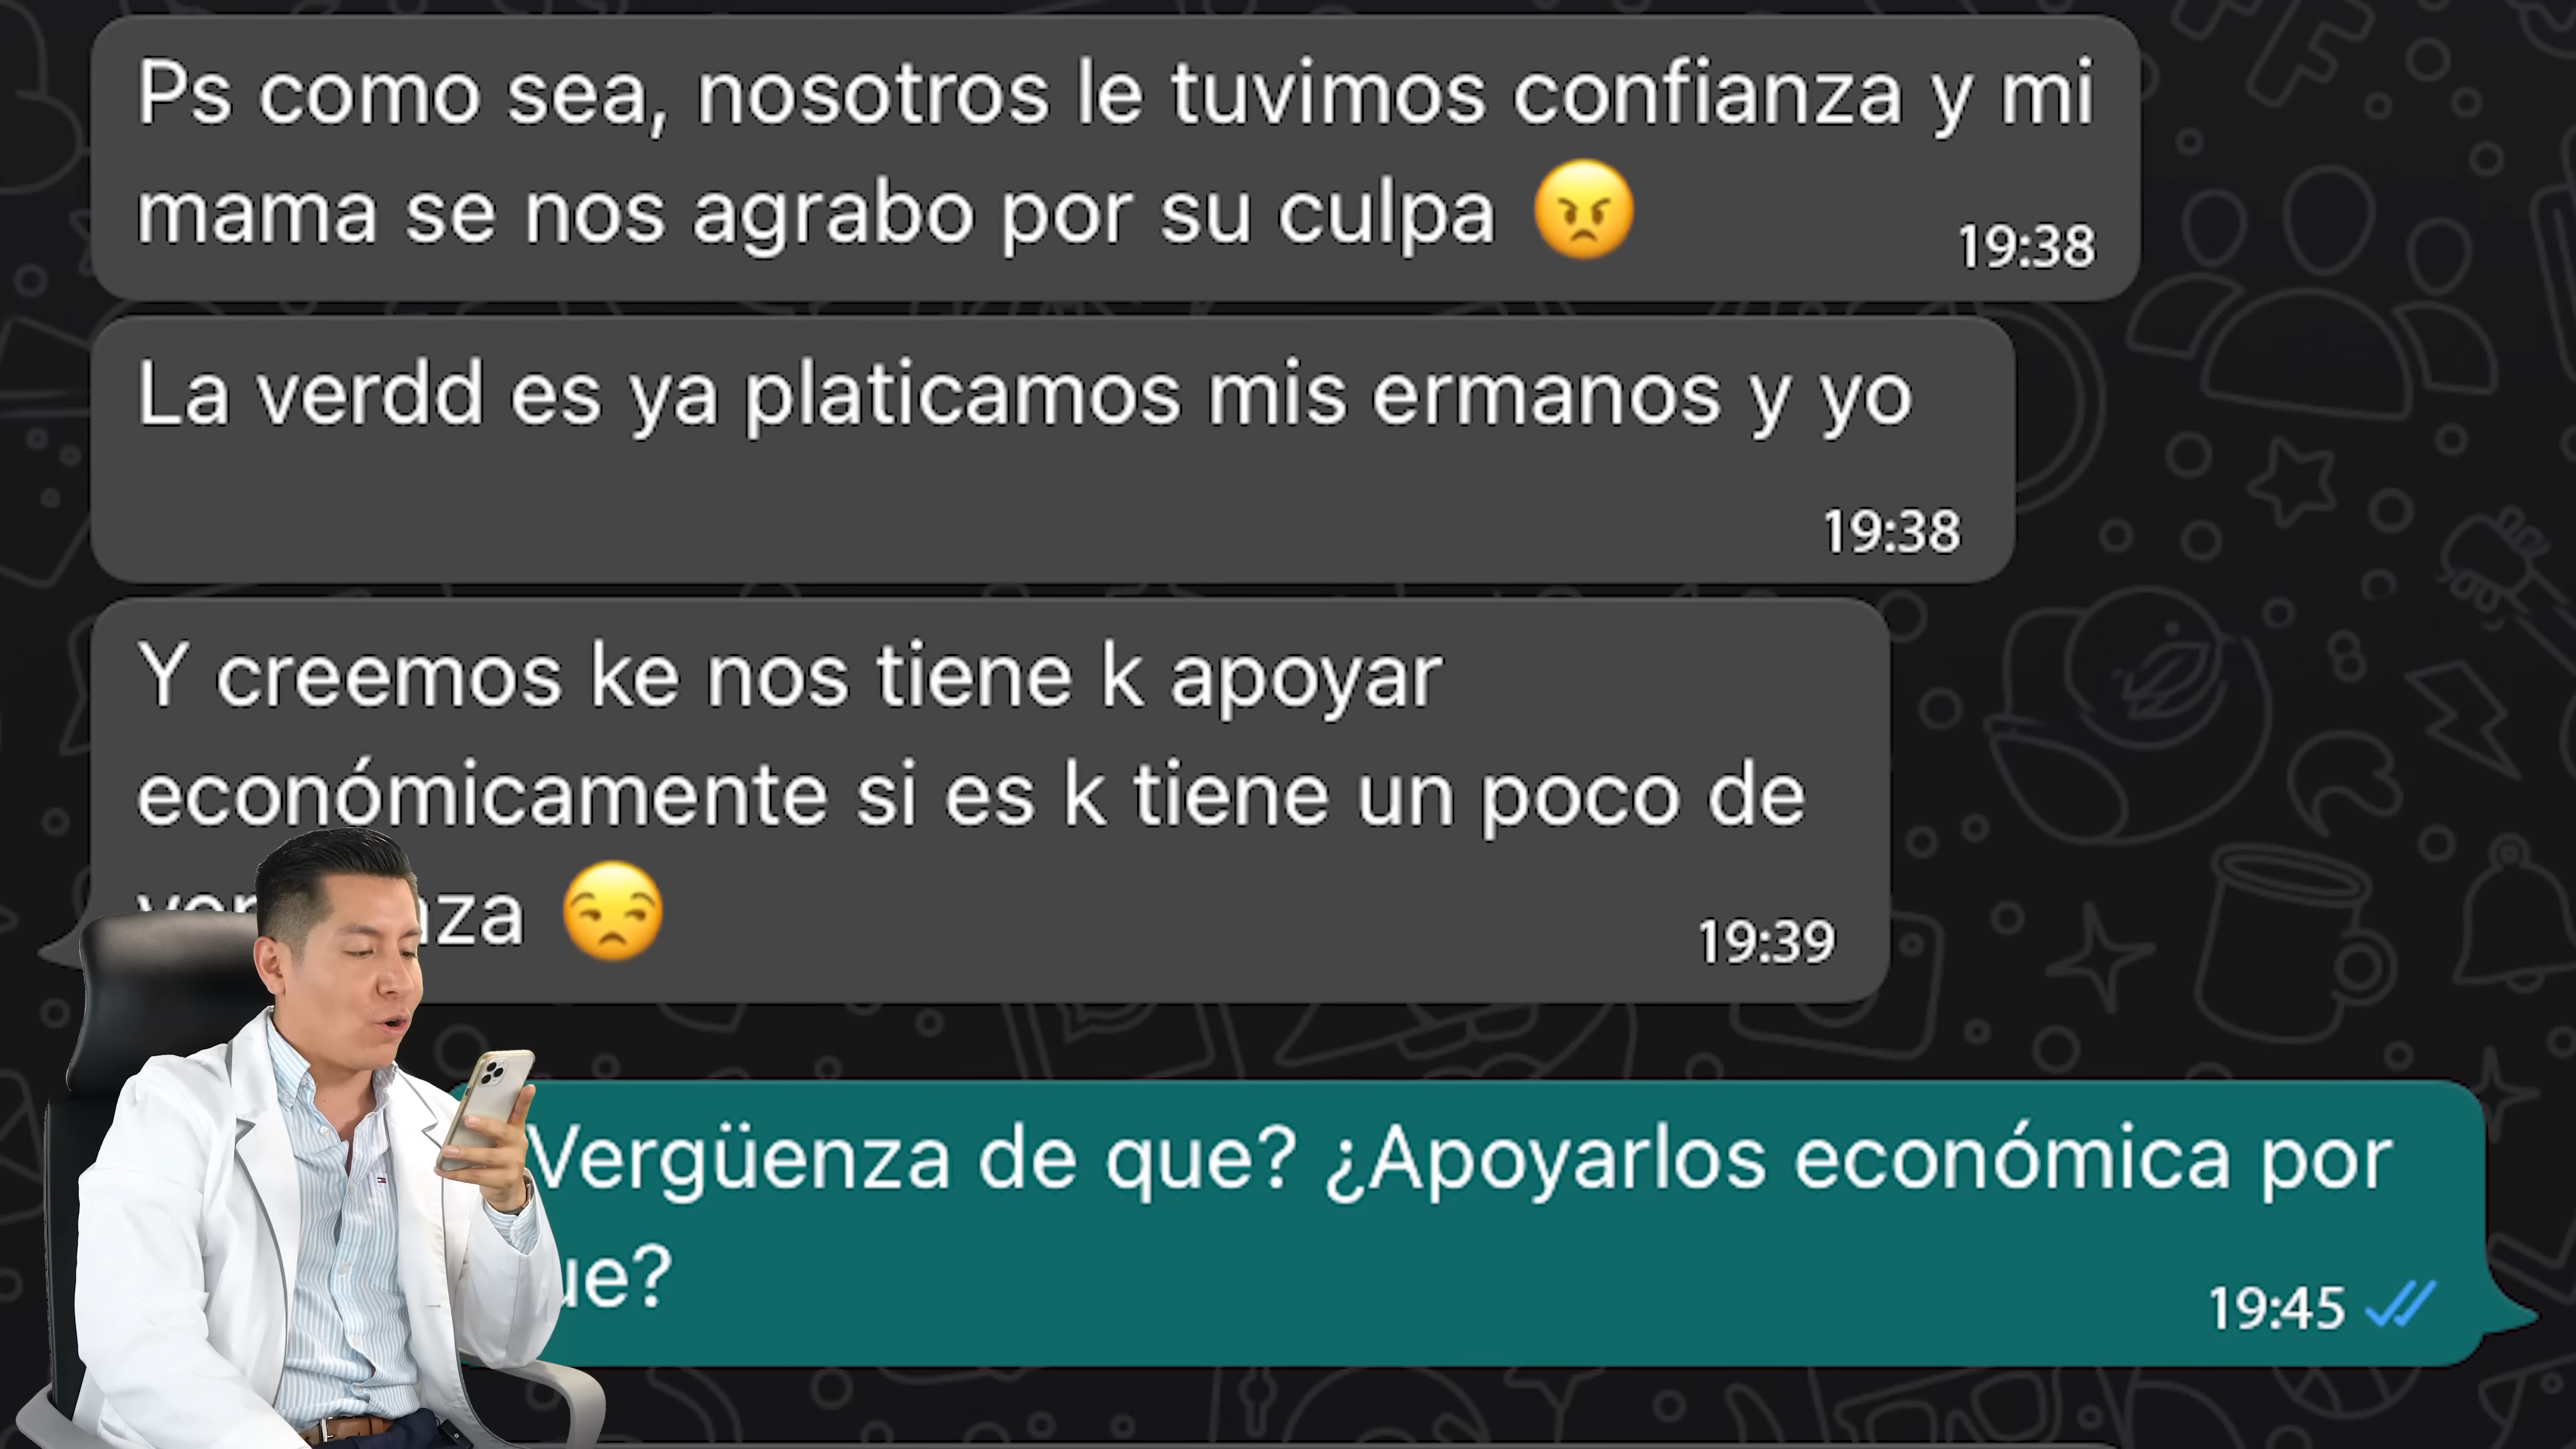 Ps como sea, nosotros le tuvimos confianza y mi
mama se nos agrabo por su culpa 😠
19:38
La verdd es ya platicamos mis ermanos y yo
19:38
Y creemos ke nos tiene k apoyar
económicamente si es k tiene un poco de
😒
19:39
Vergüenza de que? ¿Apoyarlos económica por
19:45